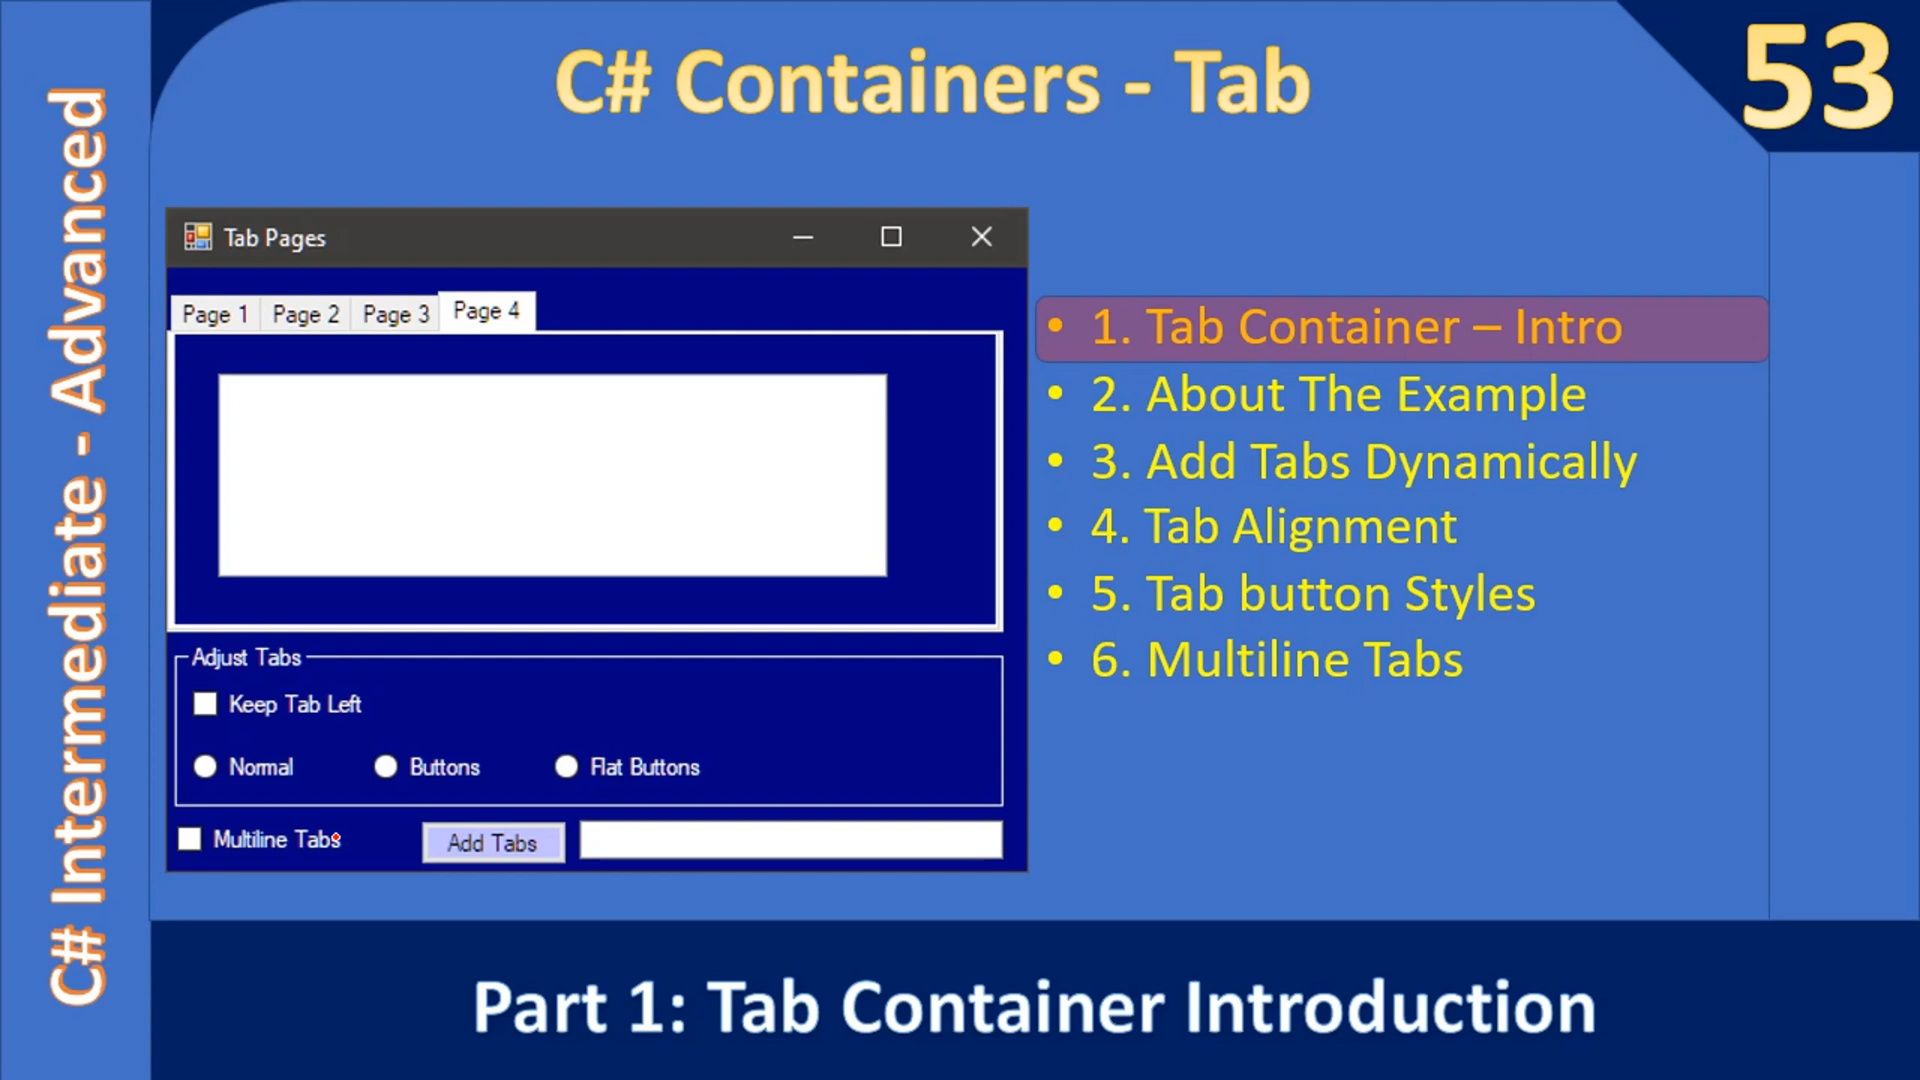 C# Containers - Tab
53
C# Intermediate - Advanced
Tab Pages
Page 1 Page 2 Page 3 Page 4
Adjust Tabs
Keep Tab Left
Normal Buttons Flat Buttons
Multiline Tabs Add Tabs
• 1. Tab Container – Intro
• 2. About The Example
• 3. Add Tabs Dynamically
• 4. Tab Alignment
• 5. Tab button Styles
• 6. Multiline Tabs
Part 1: Tab Container Introduction